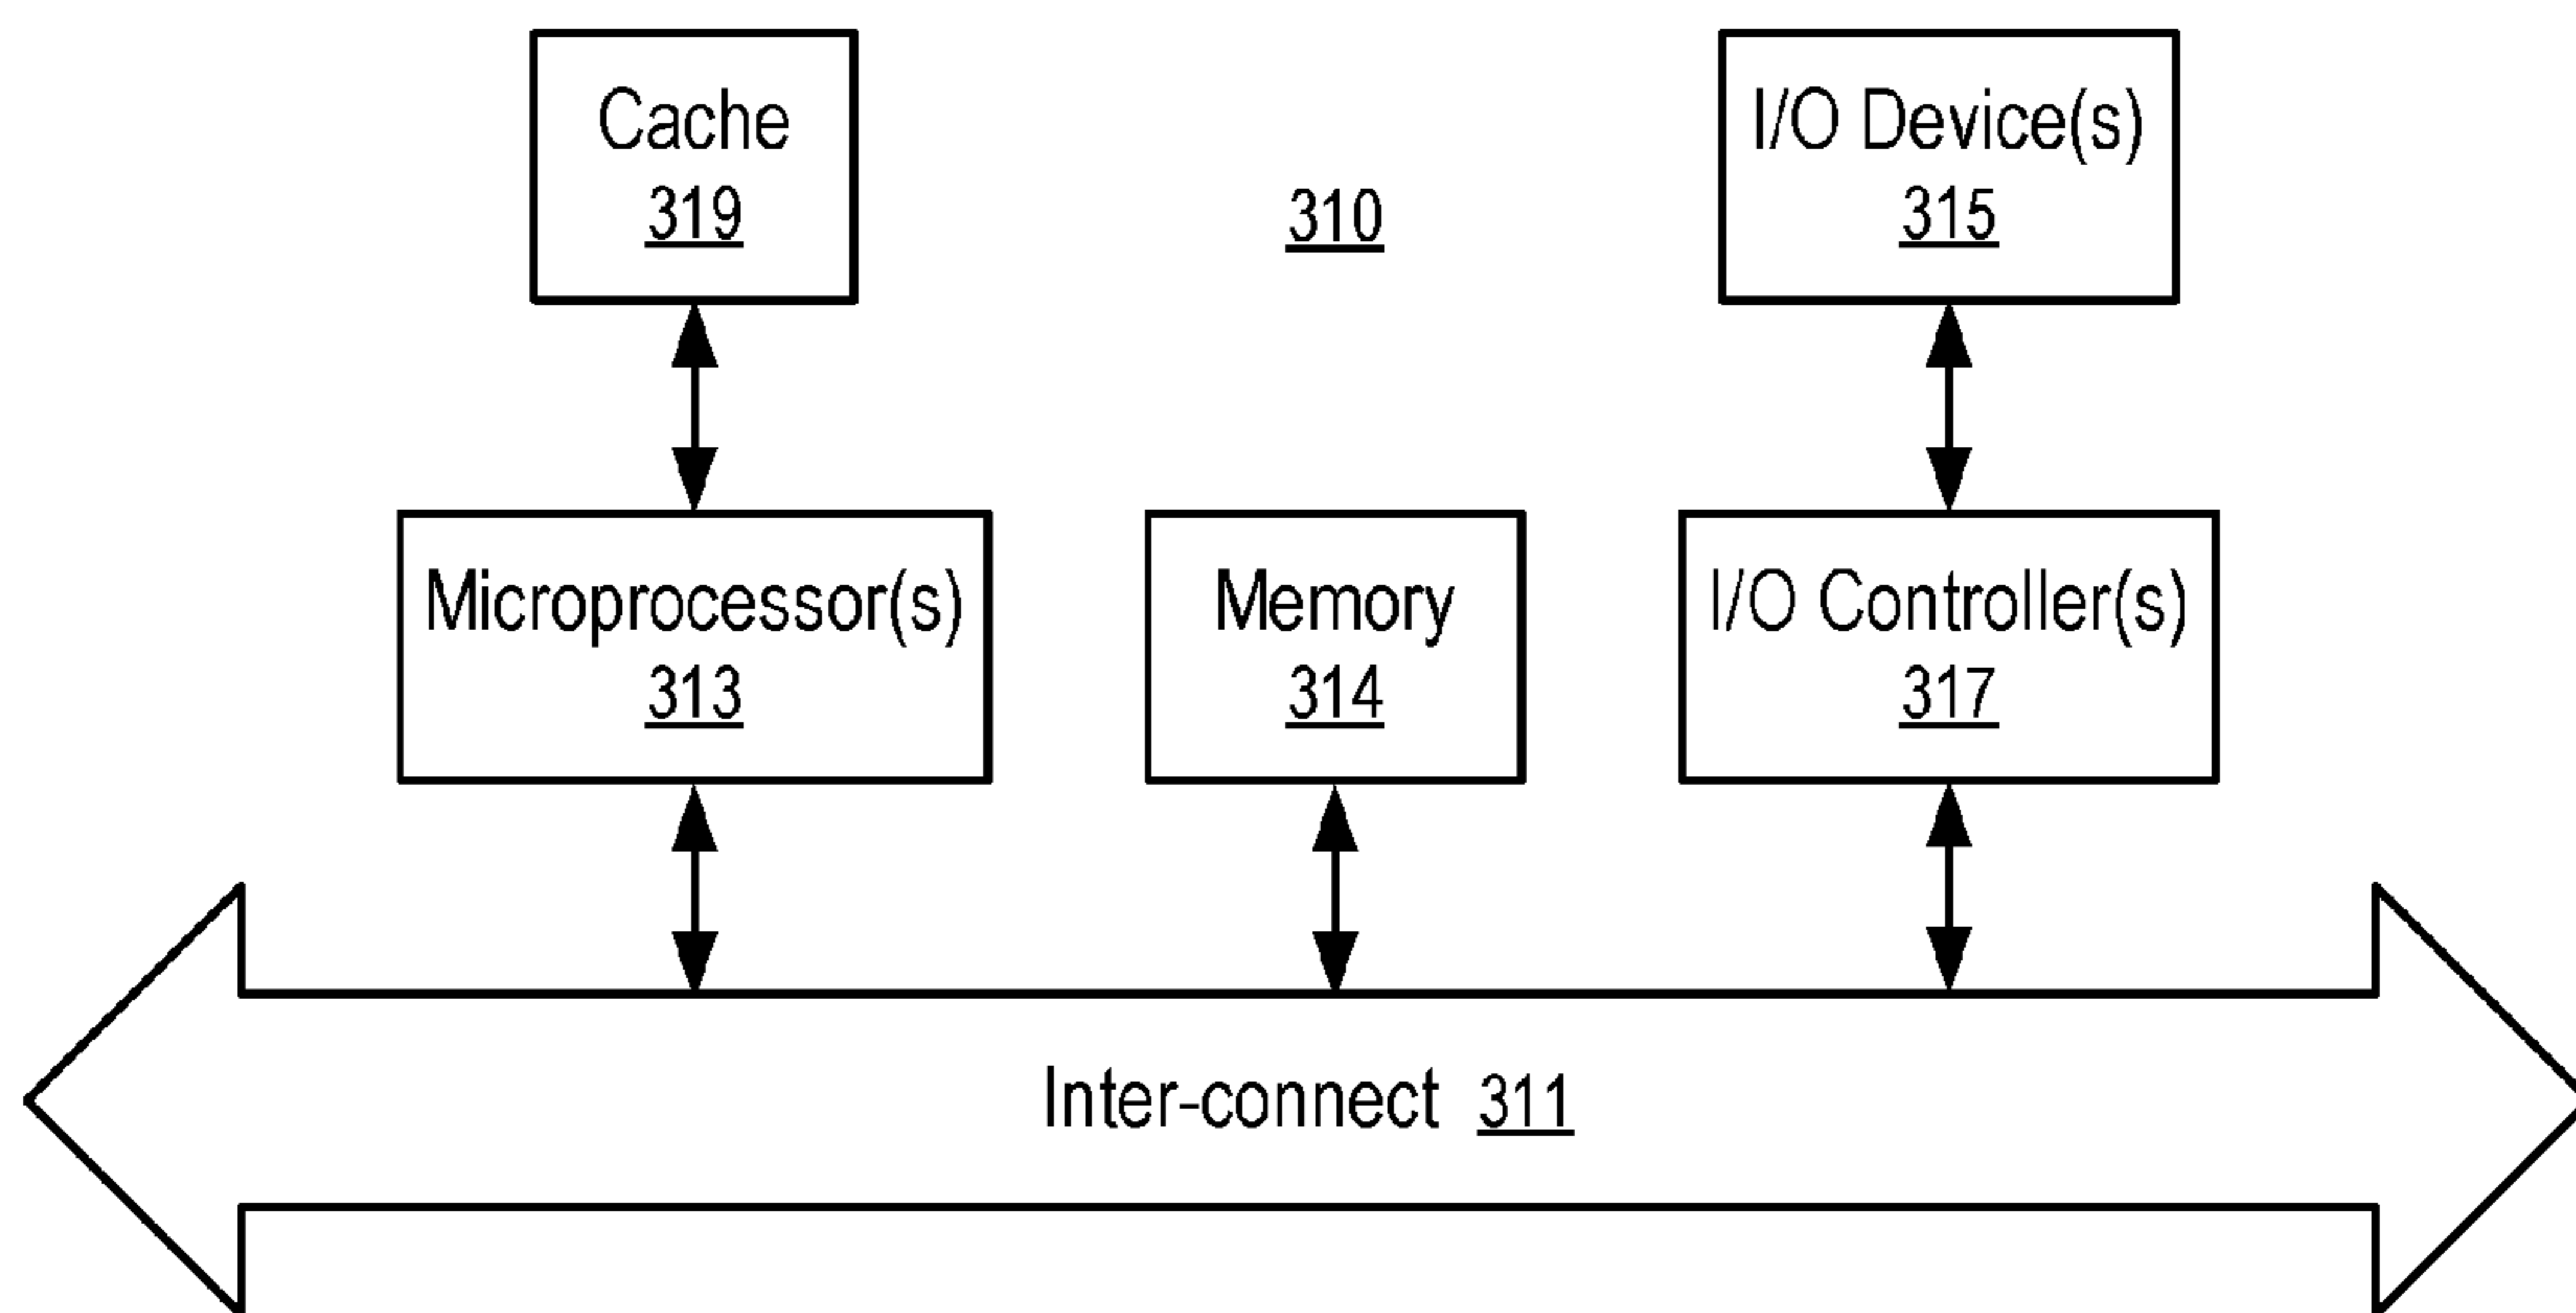 Cache
319
310
I/O Device(s)
315
Microprocessor(s)
313
Memory
314
I/O Controller(s)
317
Inter-connect 311